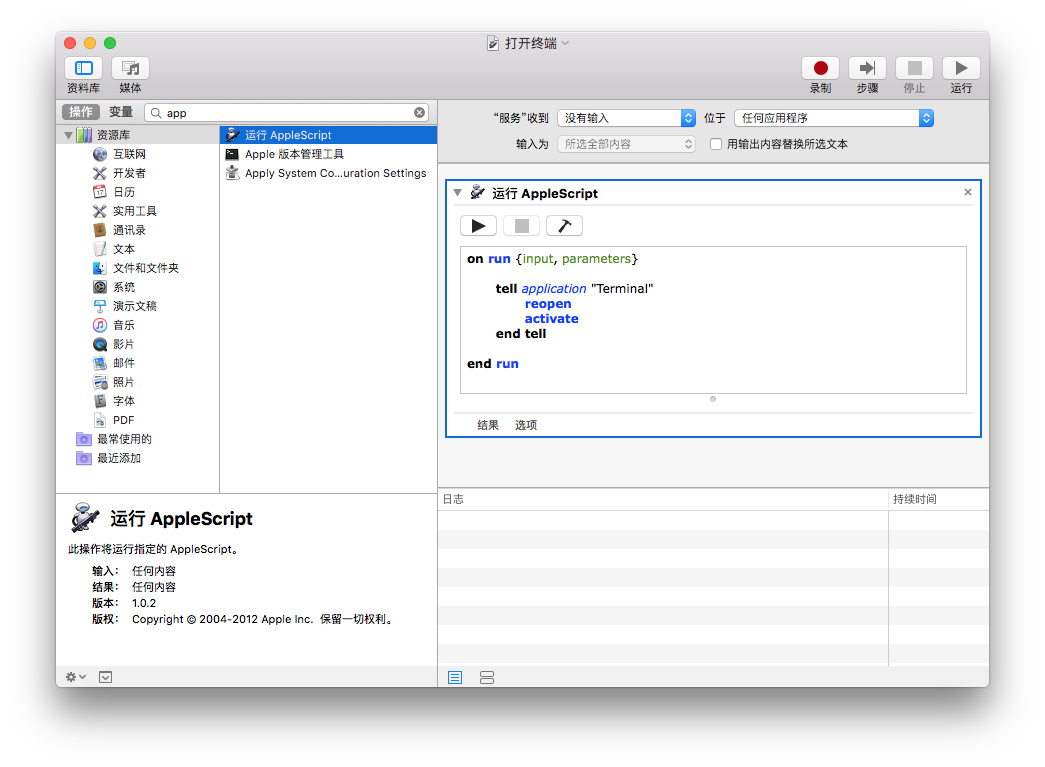 打开终端
资料库 媒体 录制 步骤 停止 运行
操作 变量 app
资源库
互联网
开发者
日历
实用工具
通讯录
文本
文件和文件夹
系统
演示文稿
音乐
影片
邮件
照片
字体
PDF
最常使用的
最近添加
运行 AppleScript
Apple 版本管理工具
Apply System Co...uration Settings
“服务”收到 没有输入 位于 任何应用程序
输入为 所选全部内容 用输出内容替换所选文本
运行 AppleScript
on run {input, parameters}
tell application "Terminal"
reopen
activate
end tell
end run
结果 选项
运行 AppleScript
此操作将运行指定的 AppleScript。
输入： 任何内容
结果： 任何内容
版本： 1.0.2
版权： Copyright © 2004-2012 Apple Inc. 保留一切权利。
日志 持续时间